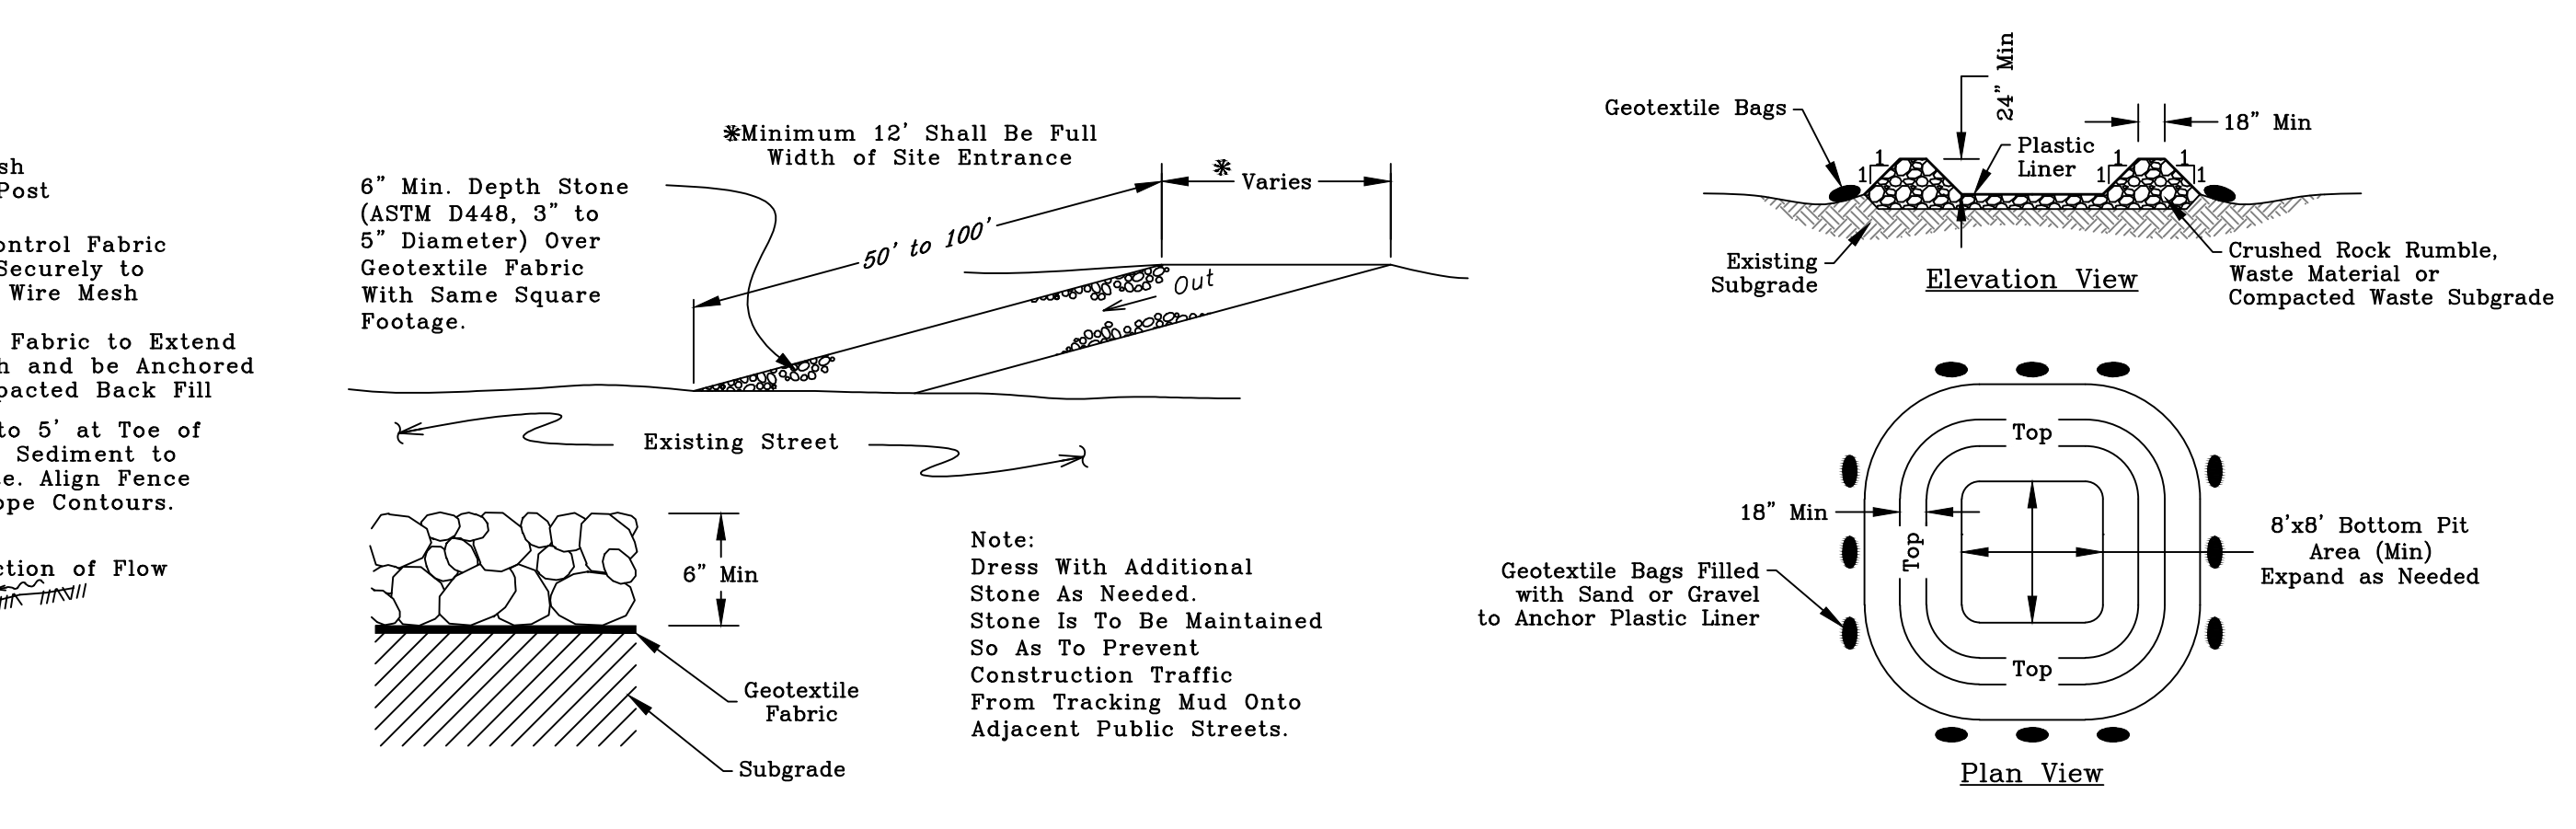 sh
Post
ontrol Fabric
Securely to
Wire Mesh
Fabric to Extend
h and be Anchored
pacted Back Fill
to 5' at Toe of
Sediment to
te. Align Fence
ope Contours.
ction of Flow
*Minimum 12' Shall Be Full
Width of Site Entrance
6" Min. Depth Stone
(ASTM D448, 3" to
5" Diameter) Over
Geotextile Fabric
With Same Square
Footage.
50' to 100'
* Varies
Out
Existing Street
6" Min
Geotextile
Fabric
Subgrade
Note:
Dress With Additional
Stone As Needed.
Stone Is To Be Maintained
So As To Prevent
Construction Traffic
From Tracking Mud Onto
Adjacent Public Streets.
Geotextile Bags
24" Min
Plastic
Liner
18" Min
1
1
1
1
1
1
Existing
Subgrade
Elevation View
Crushed Rock Rumble,
Waste Material or
Compacted Waste Subgrade
Top
18" Min
Top
8'x8' Bottom Pit
Area (Min)
Expand as Needed
Geotextile Bags Filled
with Sand or Gravel
to Anchor Plastic Liner
Top
Plan View